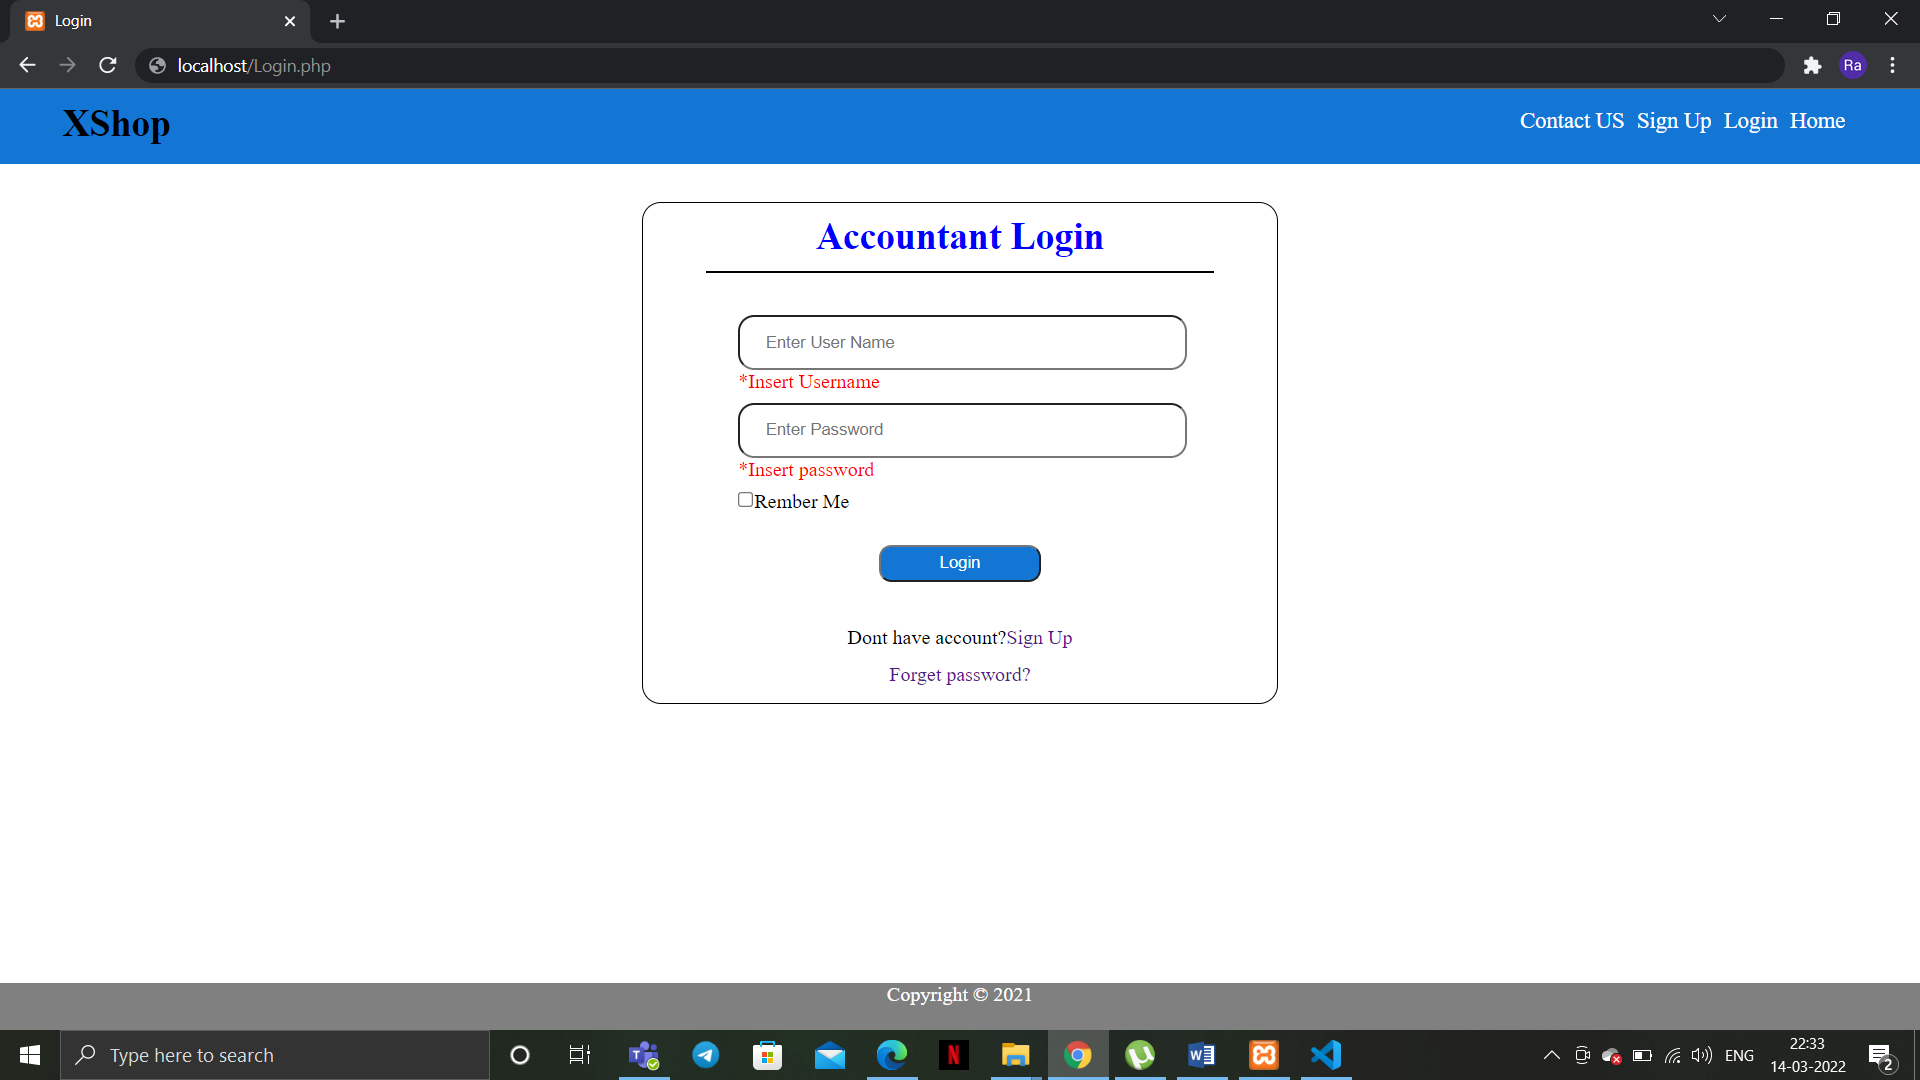 Login
localhost/Login.php
Ra
XShop
Contact US Sign Up Login Home
Accountant Login
Enter User Name
*Insert Username
Enter Password
*Insert password
Rember Me
Login
Dont have account?Sign Up
Forget password?
Copyright © 2021
Type here to search
T
N
W
ENG
22:33
14-03-2022
2